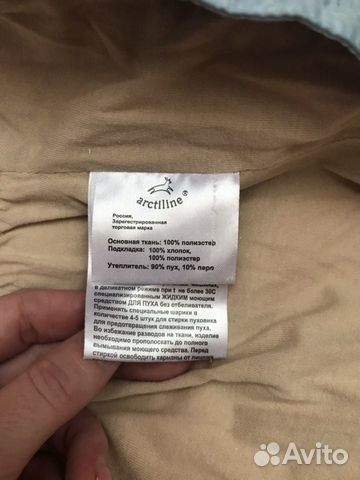 arctiline®
Россия,
Зарегестрированная
торговая марка
Основная ткань: 100% полиэстер
Подкладка: 100% хлопок,
100% полиэстер
Утеплитель: 90% пух, 10% перо
в деликатном режиме при t не более 30С
специализированным ЖИДКИМ моющим
средством ДЛЯ ПУХА без отбеливателя.
Применять специальные шарики в
количестве 4-5 штук для стирки пуховика
для предотвращения слеживания пуха.
Во избежание разводов на ткани, изделие
необходимо прополоскать до полного
вымывания моющего средства. Перед
стиркой освободить карманы от лишних
Avito